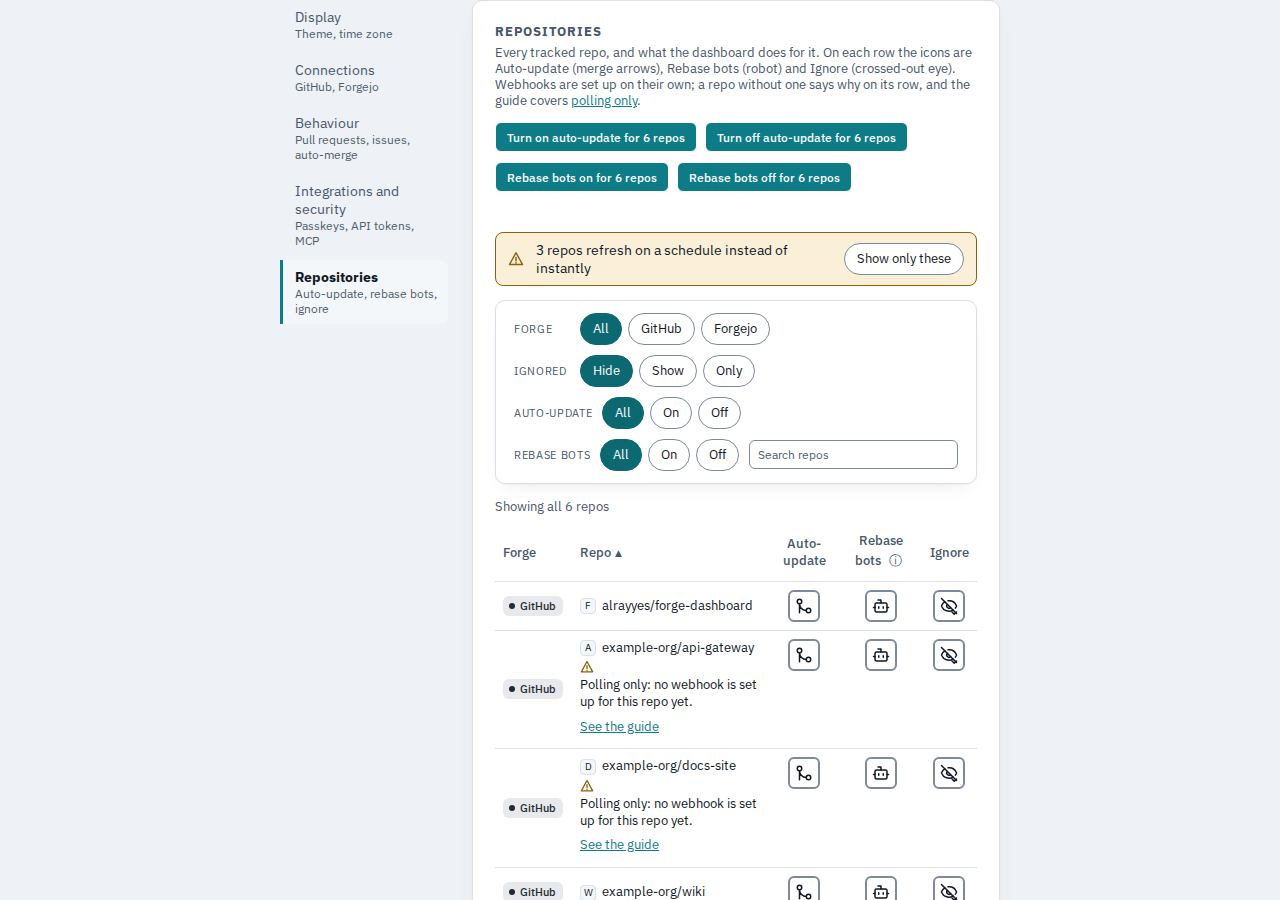 Display
Theme, time zone
Connections
GitHub, Forgejo
Behaviour
Pull requests, issues,
auto-merge
Integrations and
security
Passkeys, API tokens,
MCP
Repositories
Auto-update, rebase bots,
ignore
REPOSITORIES
Every tracked repo, and what the dashboard does for it. On each row the icons are
Auto-update (merge arrows), Rebase bots (robot) and Ignore (crossed-out eye).
Webhooks are set up on their own; a repo without one says why on its row, and the
guide covers polling only.
Turn on auto-update for 6 repos Turn off auto-update for 6 repos
Rebase bots on for 6 repos Rebase bots off for 6 repos
3 repos refresh on a schedule instead of
instantly
Show only these
FORGE All GitHub Forgejo
IGNORED Hide Show Only
AUTO-UPDATE All On Off
REBASE BOTS All On Off Search repos
Showing all 6 repos
Forge Repo ▲ Auto-
update Rebase
bots ⓘ Ignore
GitHub F alrayyes/forge-dashboard
GitHub A example-org/api-gateway
Polling only: no webhook is set
up for this repo yet.
See the guide
GitHub D example-org/docs-site
Polling only: no webhook is set
up for this repo yet.
See the guide
GitHub W example-org/wiki